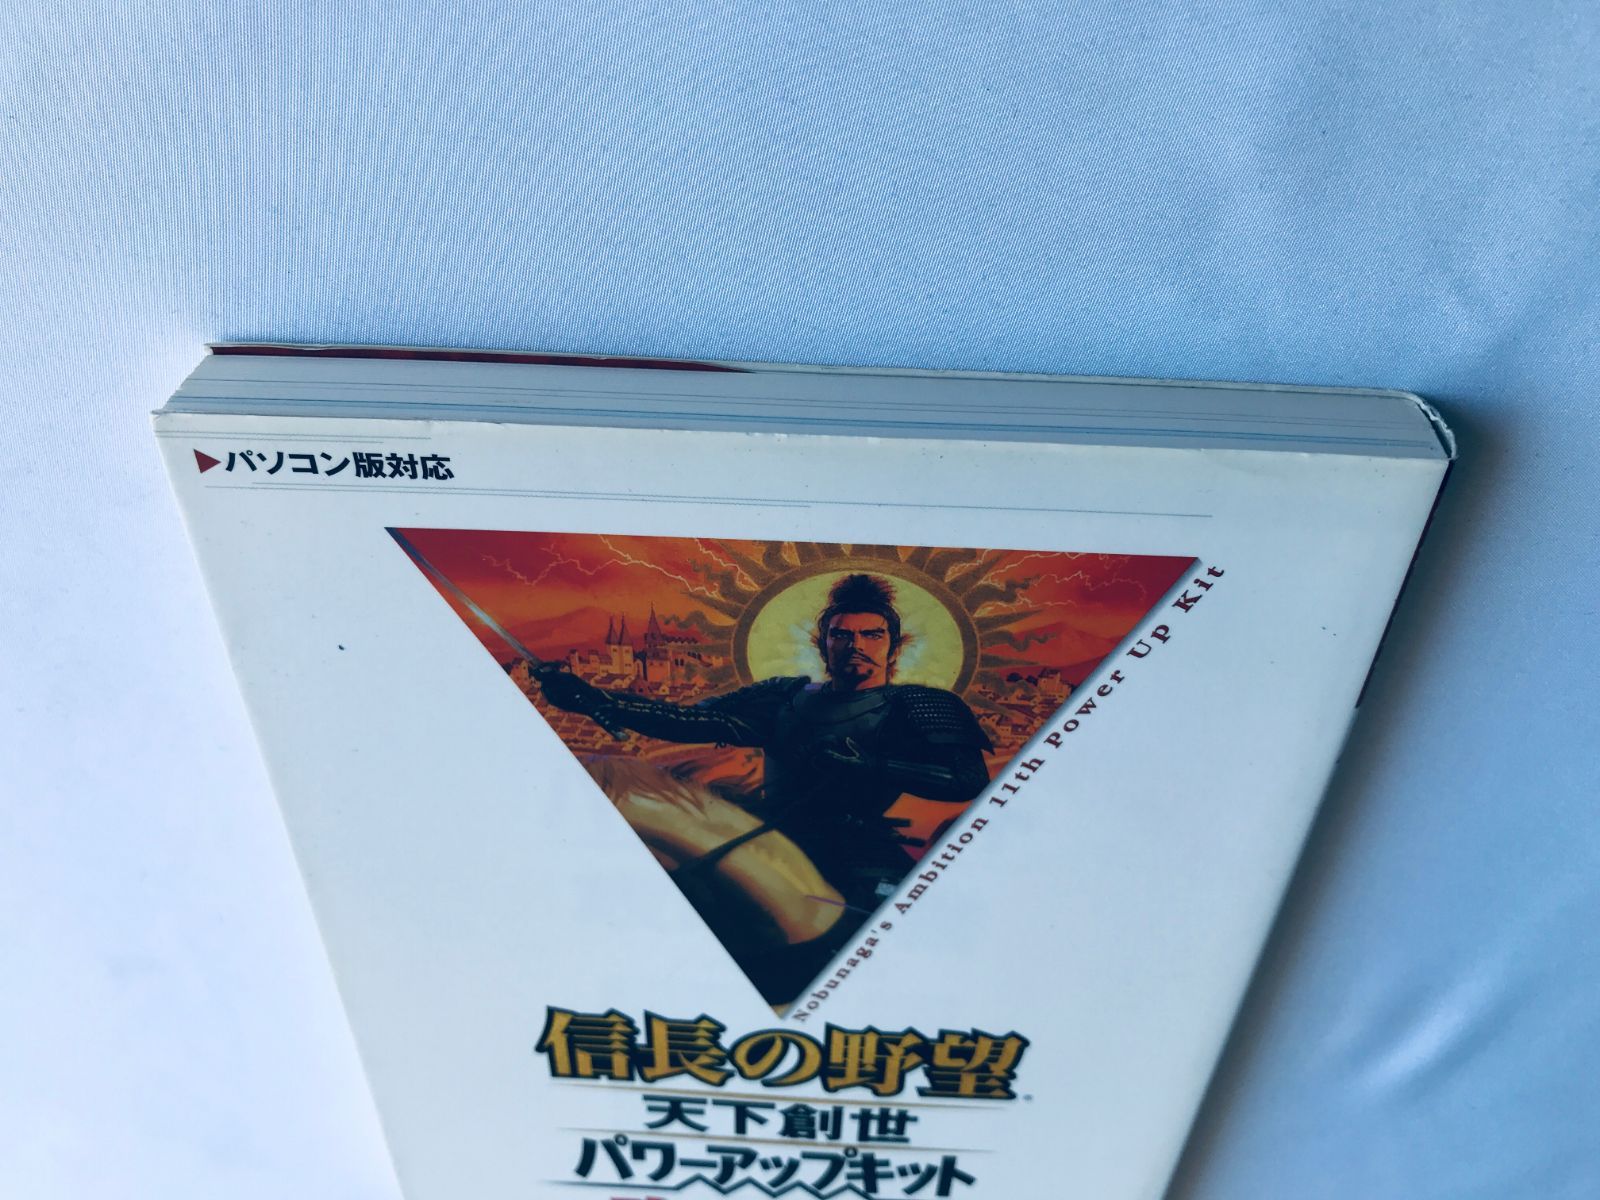 ▶パソコン版対応
Nobunaga's Ambition 11th Power Up Kit
信長の野望
天下創世
パワーアップキット